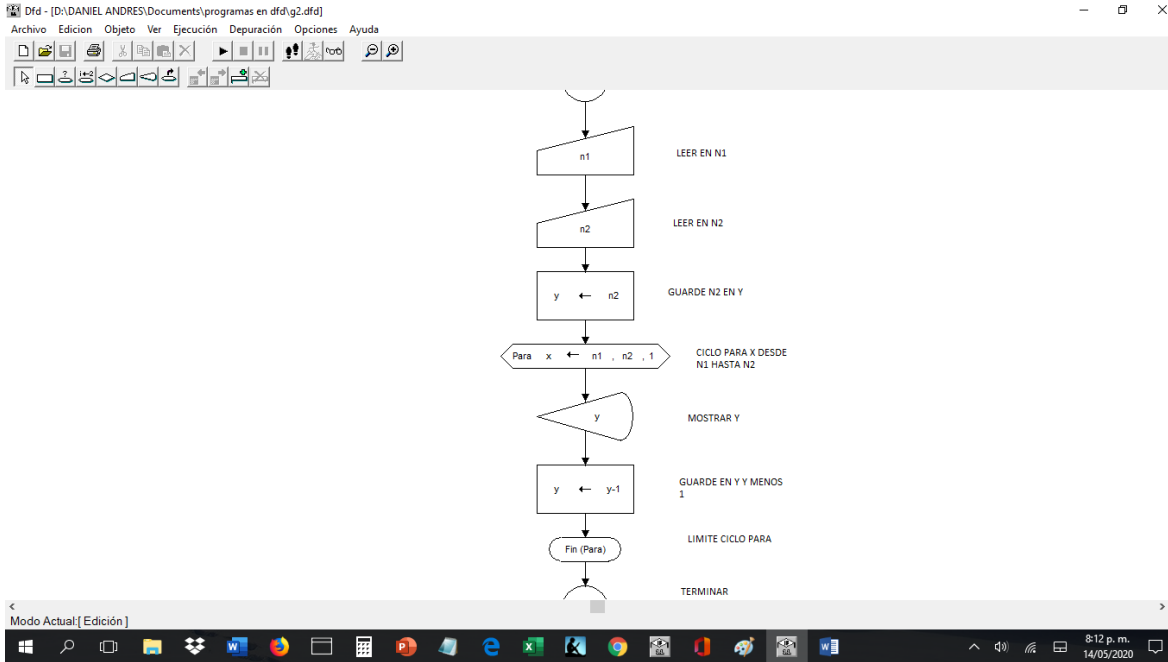 Dfd - [D:\DANIEL ANDRES\Documents\programas en dfd\g2.dfd]
Archivo Edicion Objeto Ver Ejecución Depuración Opciones Ayuda
n1
LEER EN N1
n2
LEER EN N2
y ← n2
GUARDE N2 EN Y
Para x ← n1 , n2 , 1
CICLO PARA X DESDE
N1 HASTA N2
y
MOSTRAR Y
y ← y-1
GUARDE EN Y Y MENOS
1
Fin (Para)
LIMITE CICLO PARA
TERMINAR
Modo Actual:[ Edición ]
8:12 p. m.
14/05/2020